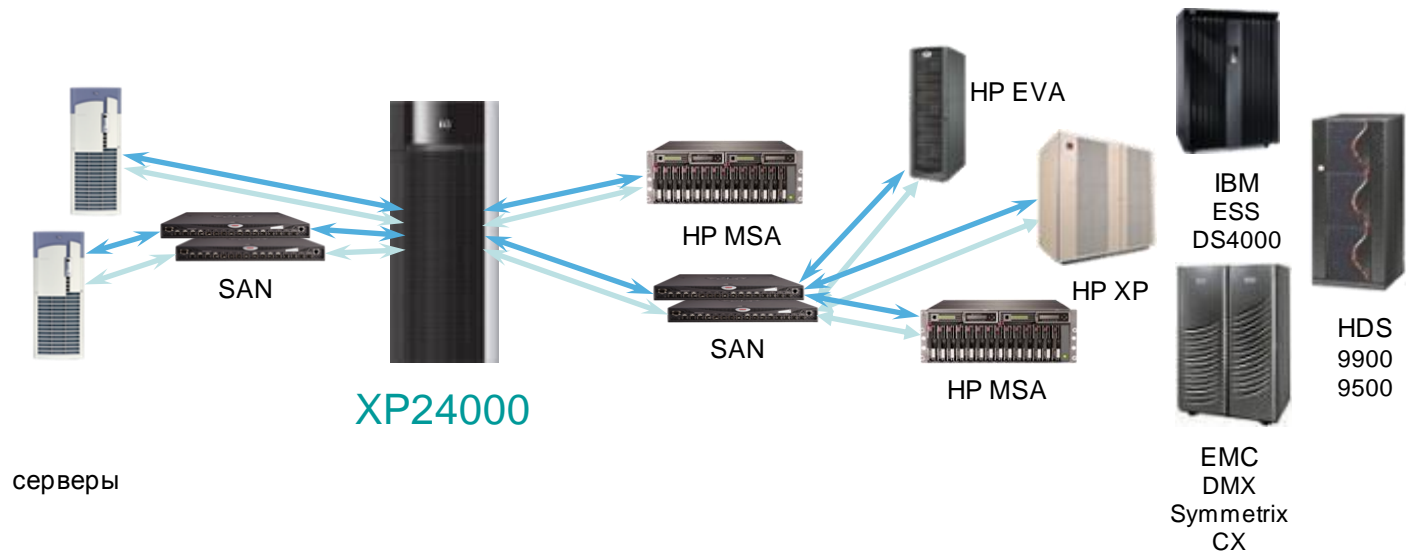 HP EVA
IBM
ESS
DS4000
HP MSA
SAN
HP XP
SAN
HDS
9900
9500
HP MSA
XP24000
EMC
DMX
Symmetrix
CX
серверы